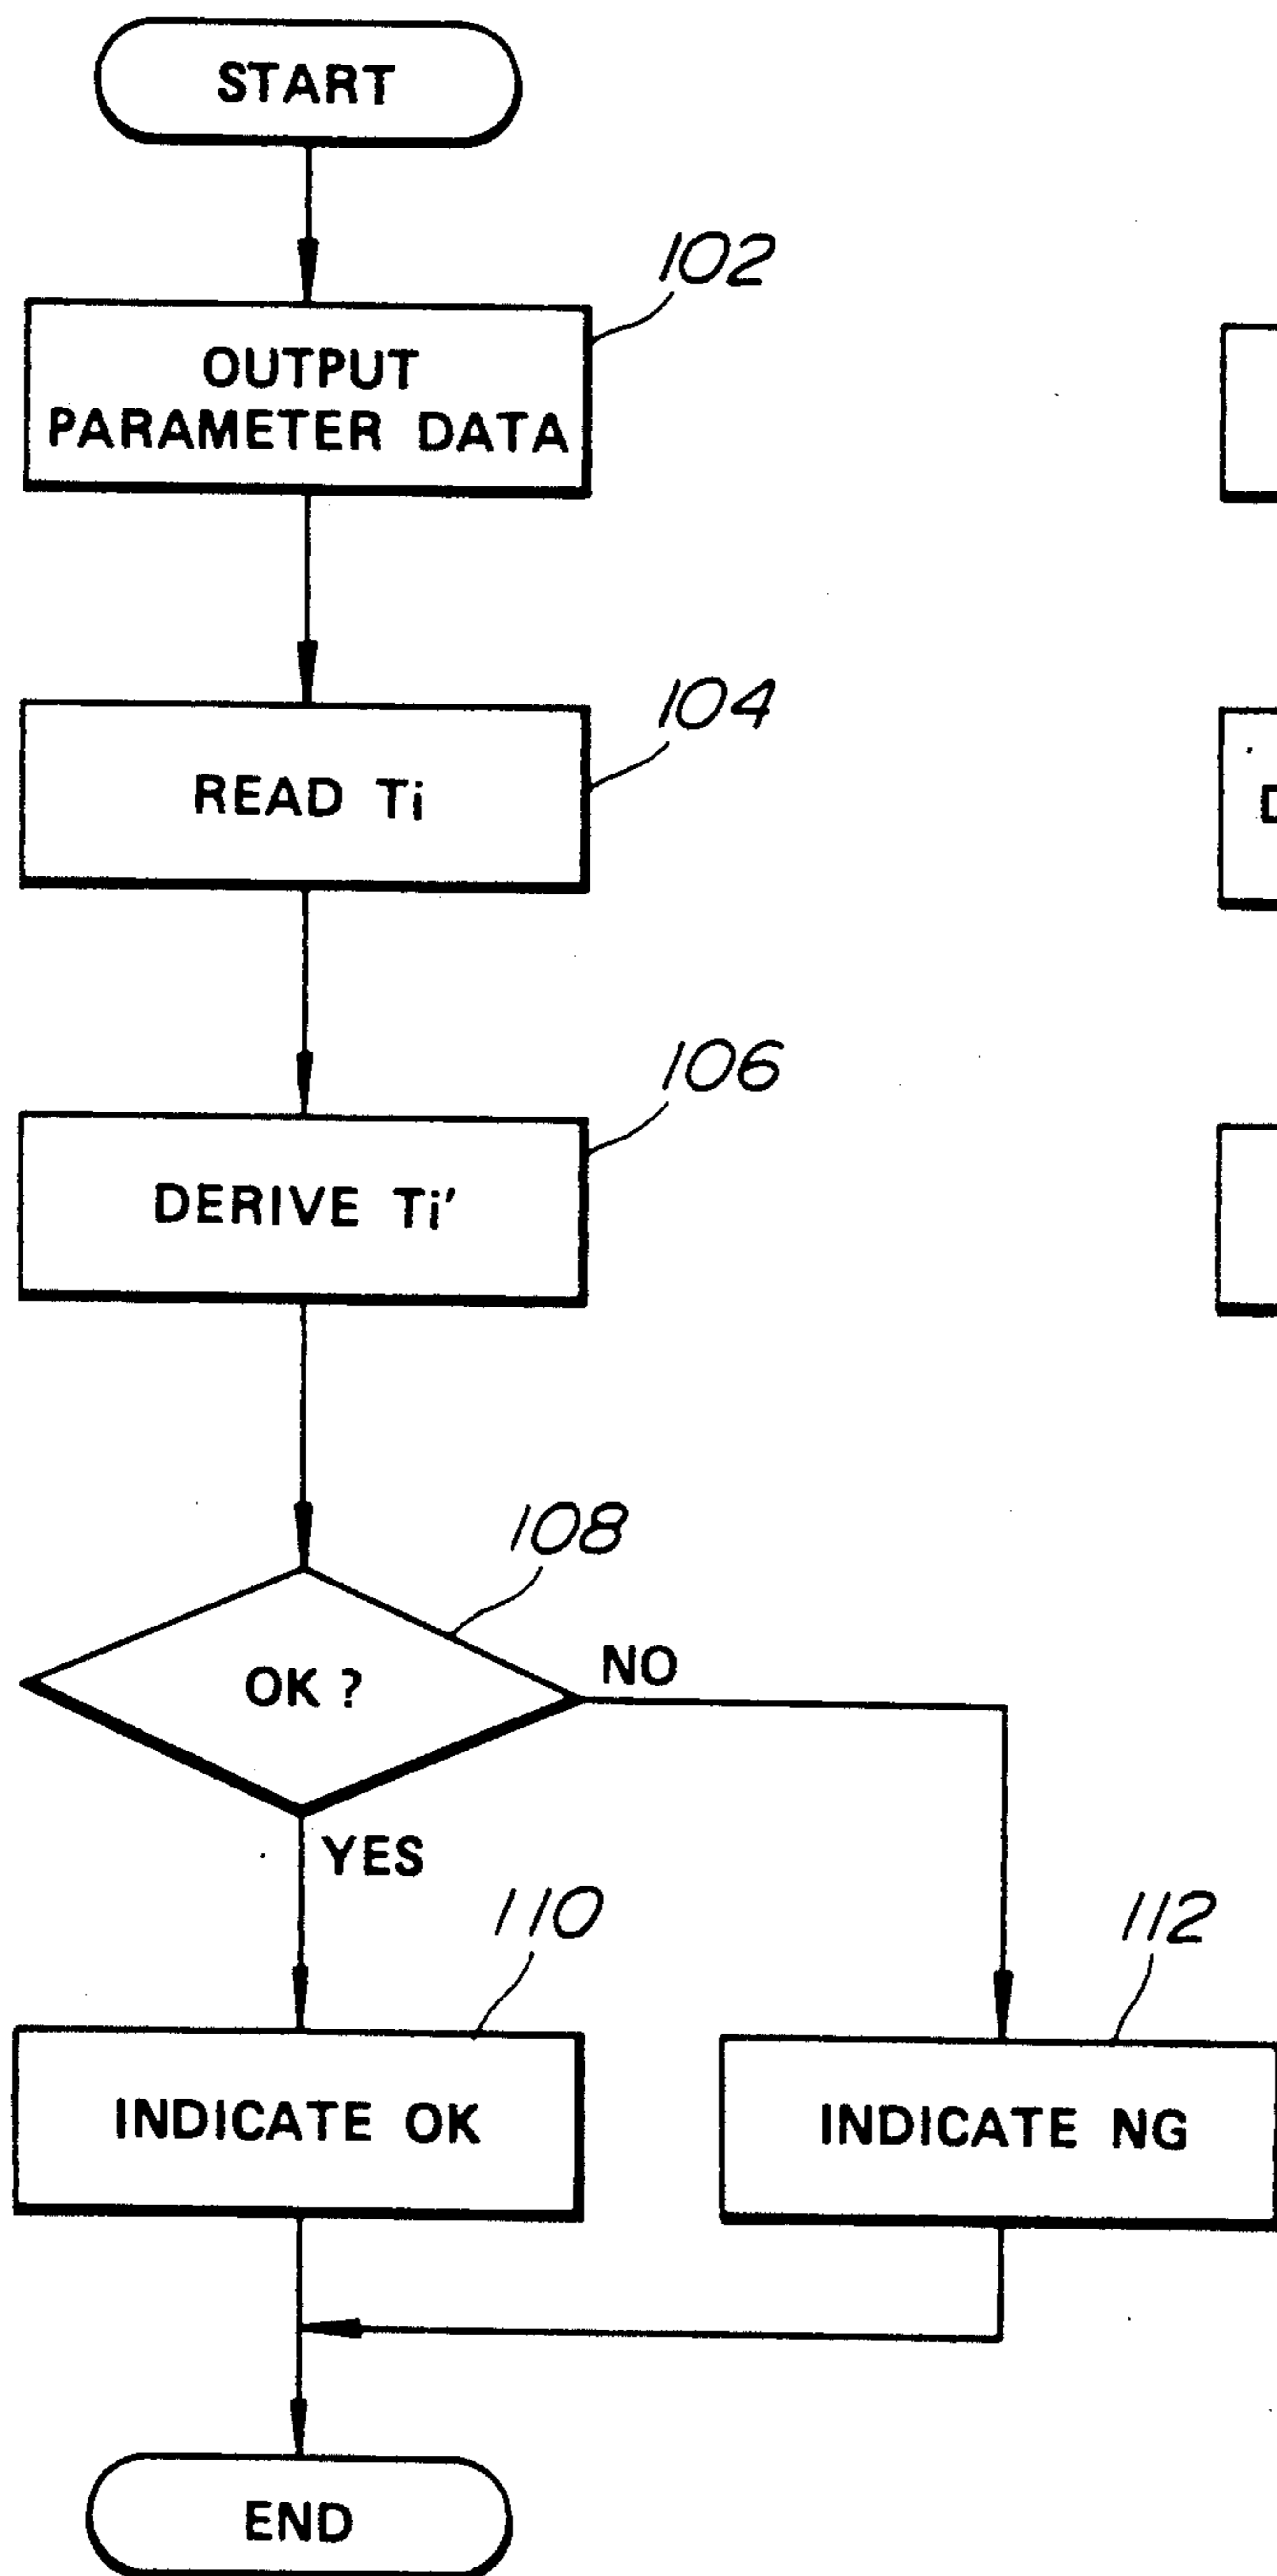 START
102
OUTPUT
PARAMETER DATA
104
READ Ti
106
DERIVE Ti'
108
OK ?
NO
YES
110
112
INDICATE OK
INDICATE NG
END